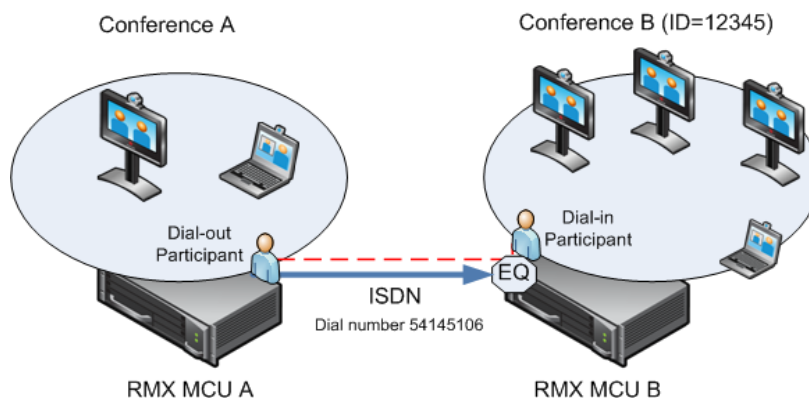 Conference A
Conference B (ID=12345)
Dial-out
Participant
Dial-in
Participant
EQ
ISDN
Dial number 54145106
RMX MCU A
RMX MCU B